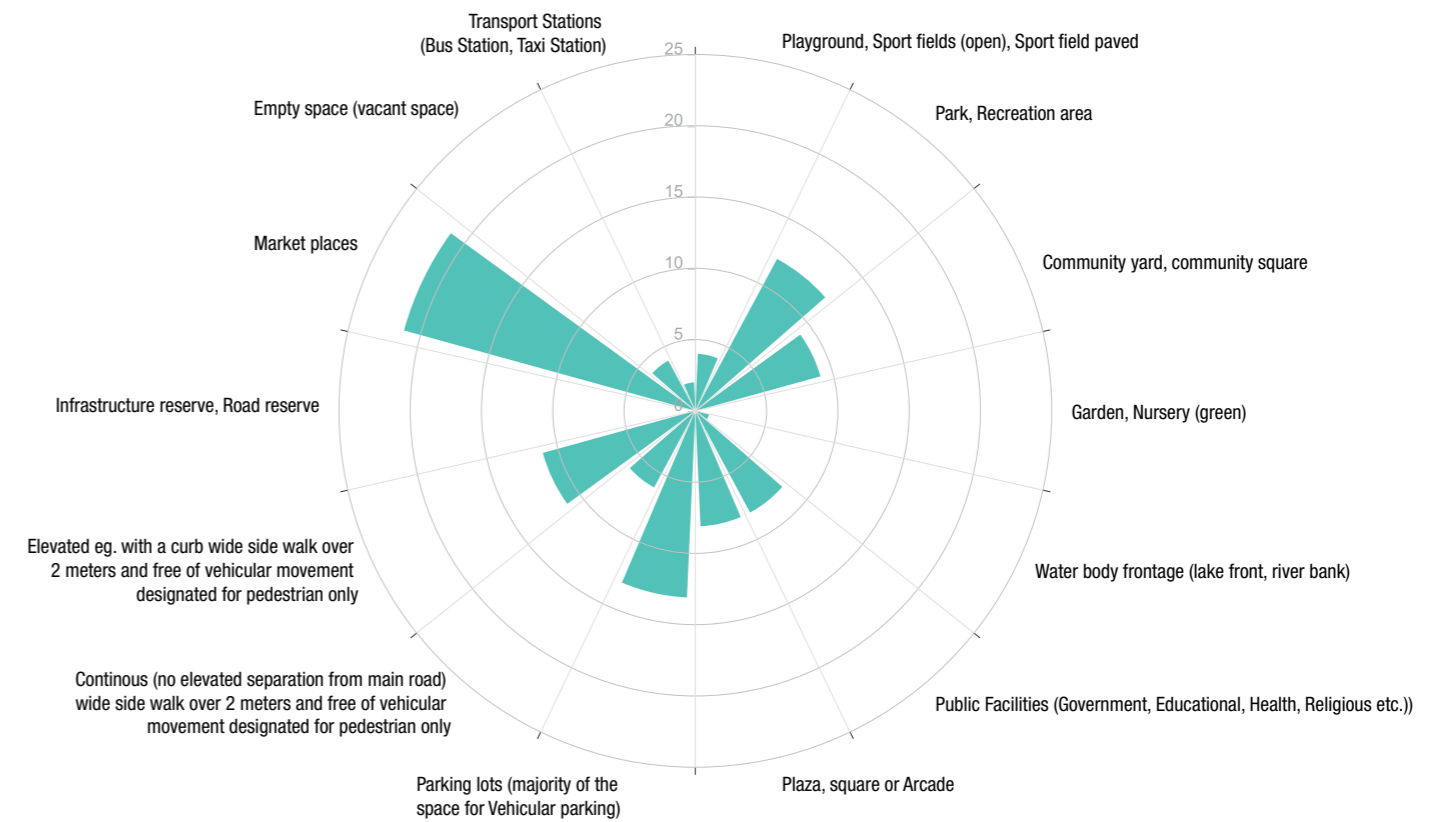 Transport Stations
(Bus Station, Taxi Station)
Playground, Sport fields (open), Sport field paved
Empty space (vacant space)
Park, Recreation area
Market places
Community yard, community square
Infrastructure reserve, Road reserve
Garden, Nursery (green)
Elevated eg. with a curb wide side walk over
2 meters and free of vehicular movement
designated for pedestrian only
Water body frontage (lake front, river bank)
Continous (no elevated separation from main road)
wide side walk over 2 meters and free of vehicular
movement designated for pedestrian only
Public Facilities (Government, Educational, Health, Religious etc.))
Parking lots (majority of the
space for Vehicular parking)
Plaza, square or Arcade
25
20
15
10
5
0